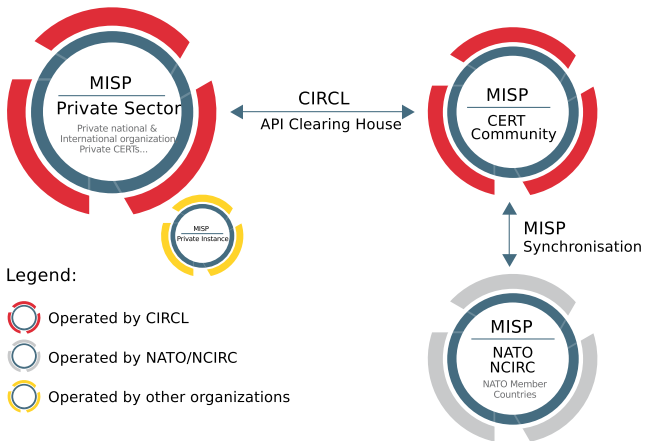 MISP
Private Sector
Private national &
International organization
Private CERTs...
CIRCL
API Clearing House
MISP
CERT
Community
MISP
Private Instance
MISP
Synchronisation
Legend:
Operated by CIRCL
Operated by NATO/NCIRC
Operated by other organizations
MISP
NATO
NCIRC
NATO Member
Countries